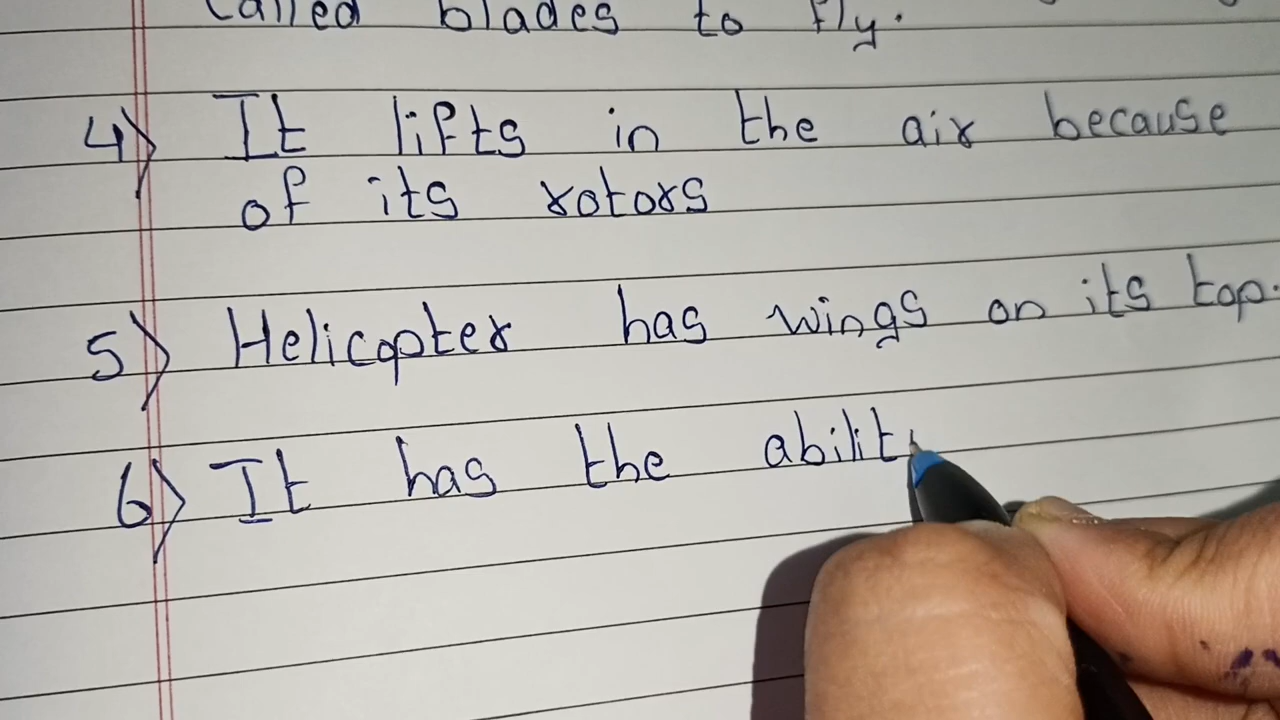 called blades to fly.
4) It lifts in the air because
of its rotors
5) Helicopter has wings on its top.
6) It has the abilit